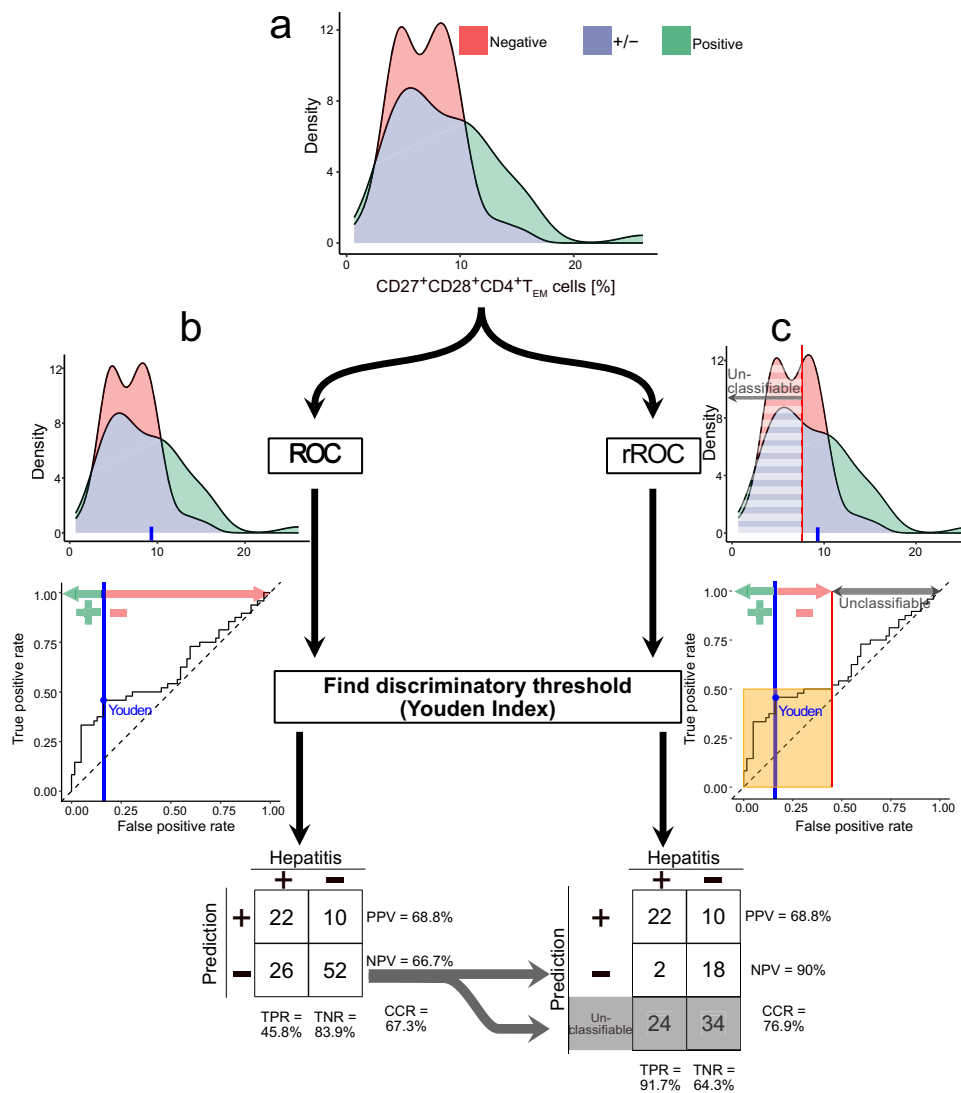 a
Negative
+/−
Positive
Density
12
8
4
0
0
10
20
CD27+CD28+CD4+TEM cells [%]
b
c
Density
12
8
4
0
0
10
20
ROC
rROC
Un-
classifiable
Density
12
8
4
0
0
10
20
True positive rate
1.00
0.75
0.50
0.25
0.00
+
−
Youden
0.00
0.25
0.50
0.75
1.00
False positive rate
Find discriminatory threshold
(Youden Index)
True positive rate
1.00
0.75
0.50
0.25
0.00
+
−
Unclassifiable
Youden
0.00
0.25
0.50
0.75
1.00
False positive rate
Hepatitis
+ −
Prediction
+ 22 10 PPV = 68.8%
− 26 52 NPV = 66.7%
TPR = TNR = CCR =
45.8% 83.9% 67.3%
Hepatitis
+ −
Prediction
+ 22 10 PPV = 68.8%
− 2 18 NPV = 90%
Un-
classifiable 24 34
CCR =
76.9%
TPR = TNR =
91.7% 64.3%